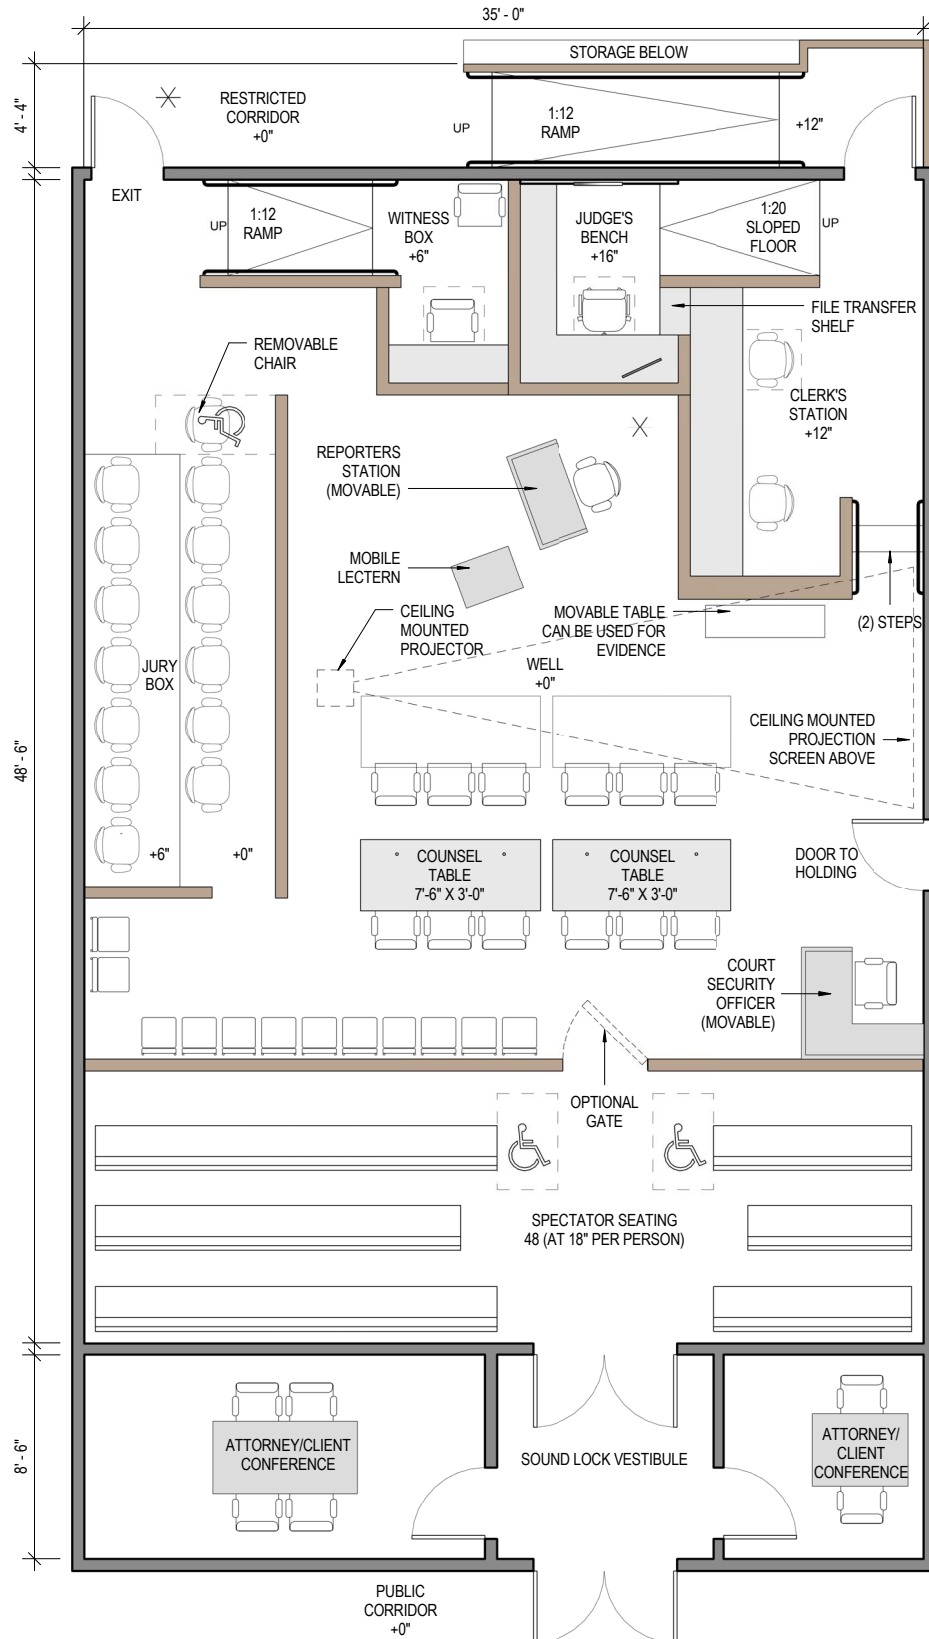 35' - 0"
STORAGE BELOW
4' - 4"
RESTRICTED
CORRIDOR
+0"
UP
1:12
RAMP
+12"
EXIT
UP
1:12
RAMP
WITNESS
BOX
+6"
JUDGE'S
BENCH
+16"
1:20
SLOPED
FLOOR
UP
FILE TRANSFER
SHELF
REMOVABLE
CHAIR
CLERK'S
STATION
+12"
REPORTERS
STATION
(MOVABLE)
MOBILE
LECTERN
CEILING
MOUNTED
PROJECTOR
MOVABLE TABLE
CAN BE USED FOR
EVIDENCE
(2) STEPS
WELL
+0"
JURY
BOX
CEILING MOUNTED
PROJECTION
SCREEN ABOVE
48' - 6"
+6"
+0"
COUNSEL
TABLE
7'-6" X 3'-0"
COUNSEL
TABLE
7'-6" X 3'-0"
DOOR TO
HOLDING
COURT
SECURITY
OFFICER
(MOVABLE)
OPTIONAL
GATE
SPECTATOR SEATING
48 (AT 18" PER PERSON)
8' - 6"
ATTORNEY/CLIENT
CONFERENCE
SOUND LOCK VESTIBULE
ATTORNEY/
CLIENT
CONFERENCE
PUBLIC
CORRIDOR
+0"